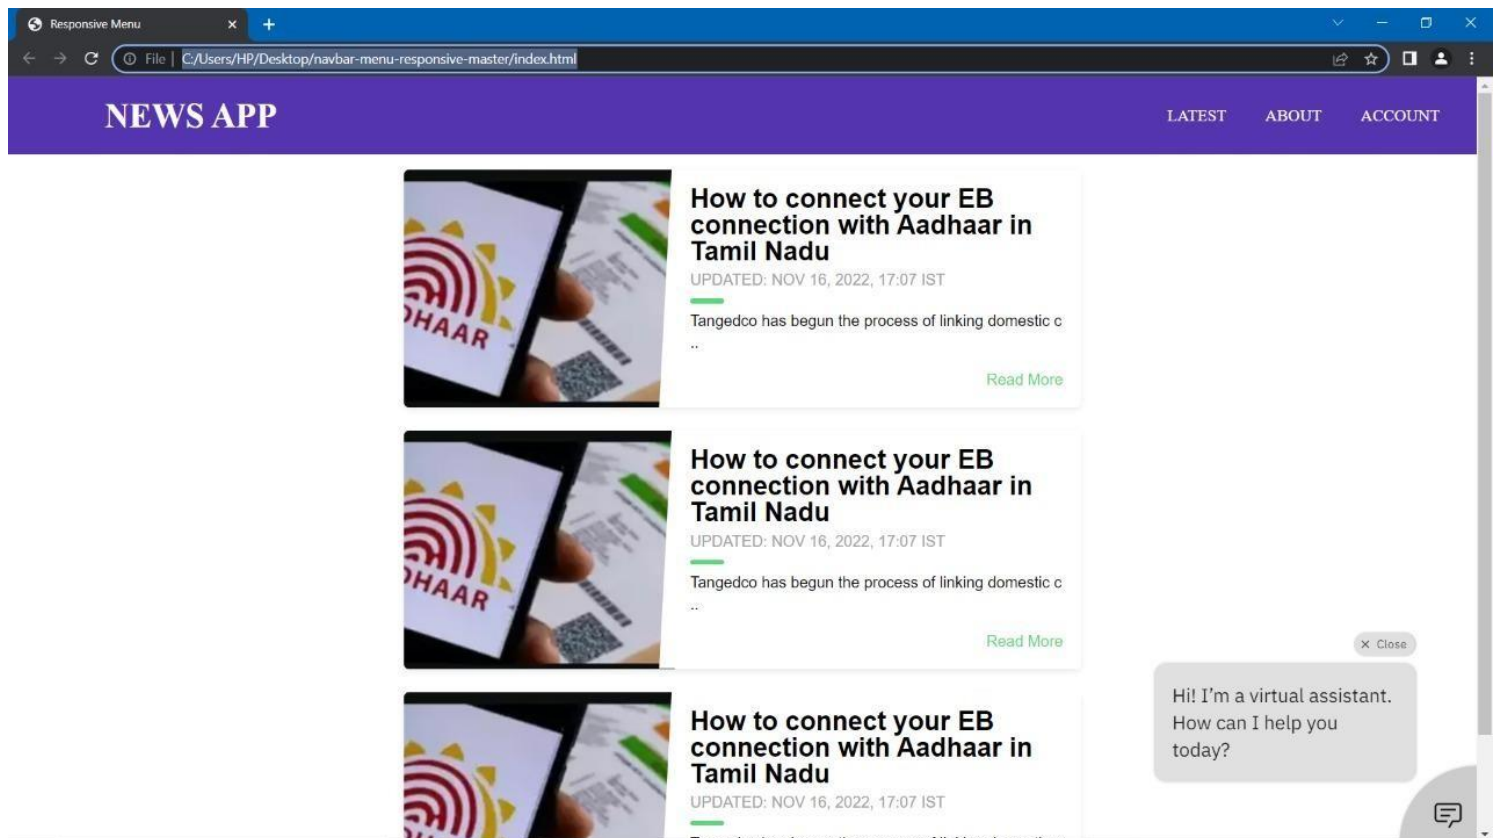 Responsive Menu
File | C:/Users/HP/Desktop/navbar-menu-responsive-master/index.html
NEWS APP
LATEST ABOUT ACCOUNT
How to connect your EB
connection with Aadhaar in
Tamil Nadu
UPDATED: NOV 16, 2022, 17:07 IST
Tangedco has begun the process of linking domestic c
..
Read More
DHAAR
How to connect your EB
connection with Aadhaar in
Tamil Nadu
UPDATED: NOV 16, 2022, 17:07 IST
Tangedco has begun the process of linking domestic c
..
Read More
DHAAR
How to connect your EB
connection with Aadhaar in
Tamil Nadu
UPDATED: NOV 16, 2022, 17:07 IST
× Close
Hi! I'm a virtual assistant.
How can I help you
today?